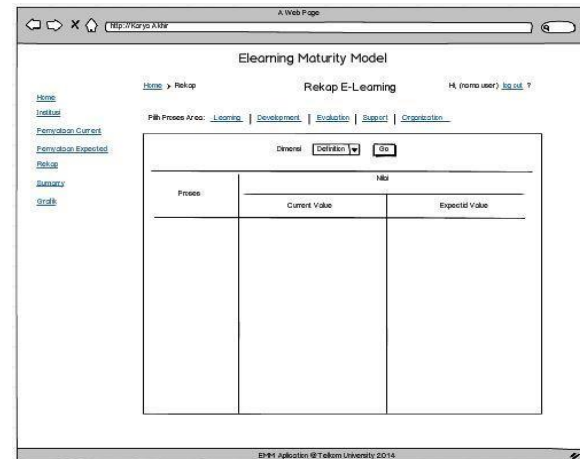 A Web Page
http://Karya Akhir
Elearning Maturity Model
Home > Rekap
Rekap E-Learning
Hi, (nama user) log out ?
Home
Institusi
Pernyataan Current
Pernyataan Expected
Rekap
Sumarry
Grafik
Pilih Proses Area: Learning | Development | Evaluation | Support | Organization
Dimensi Definition Go
Proses
Nilai
Current Value
Expectid Value
EMM Aplication @Telkom University 2014